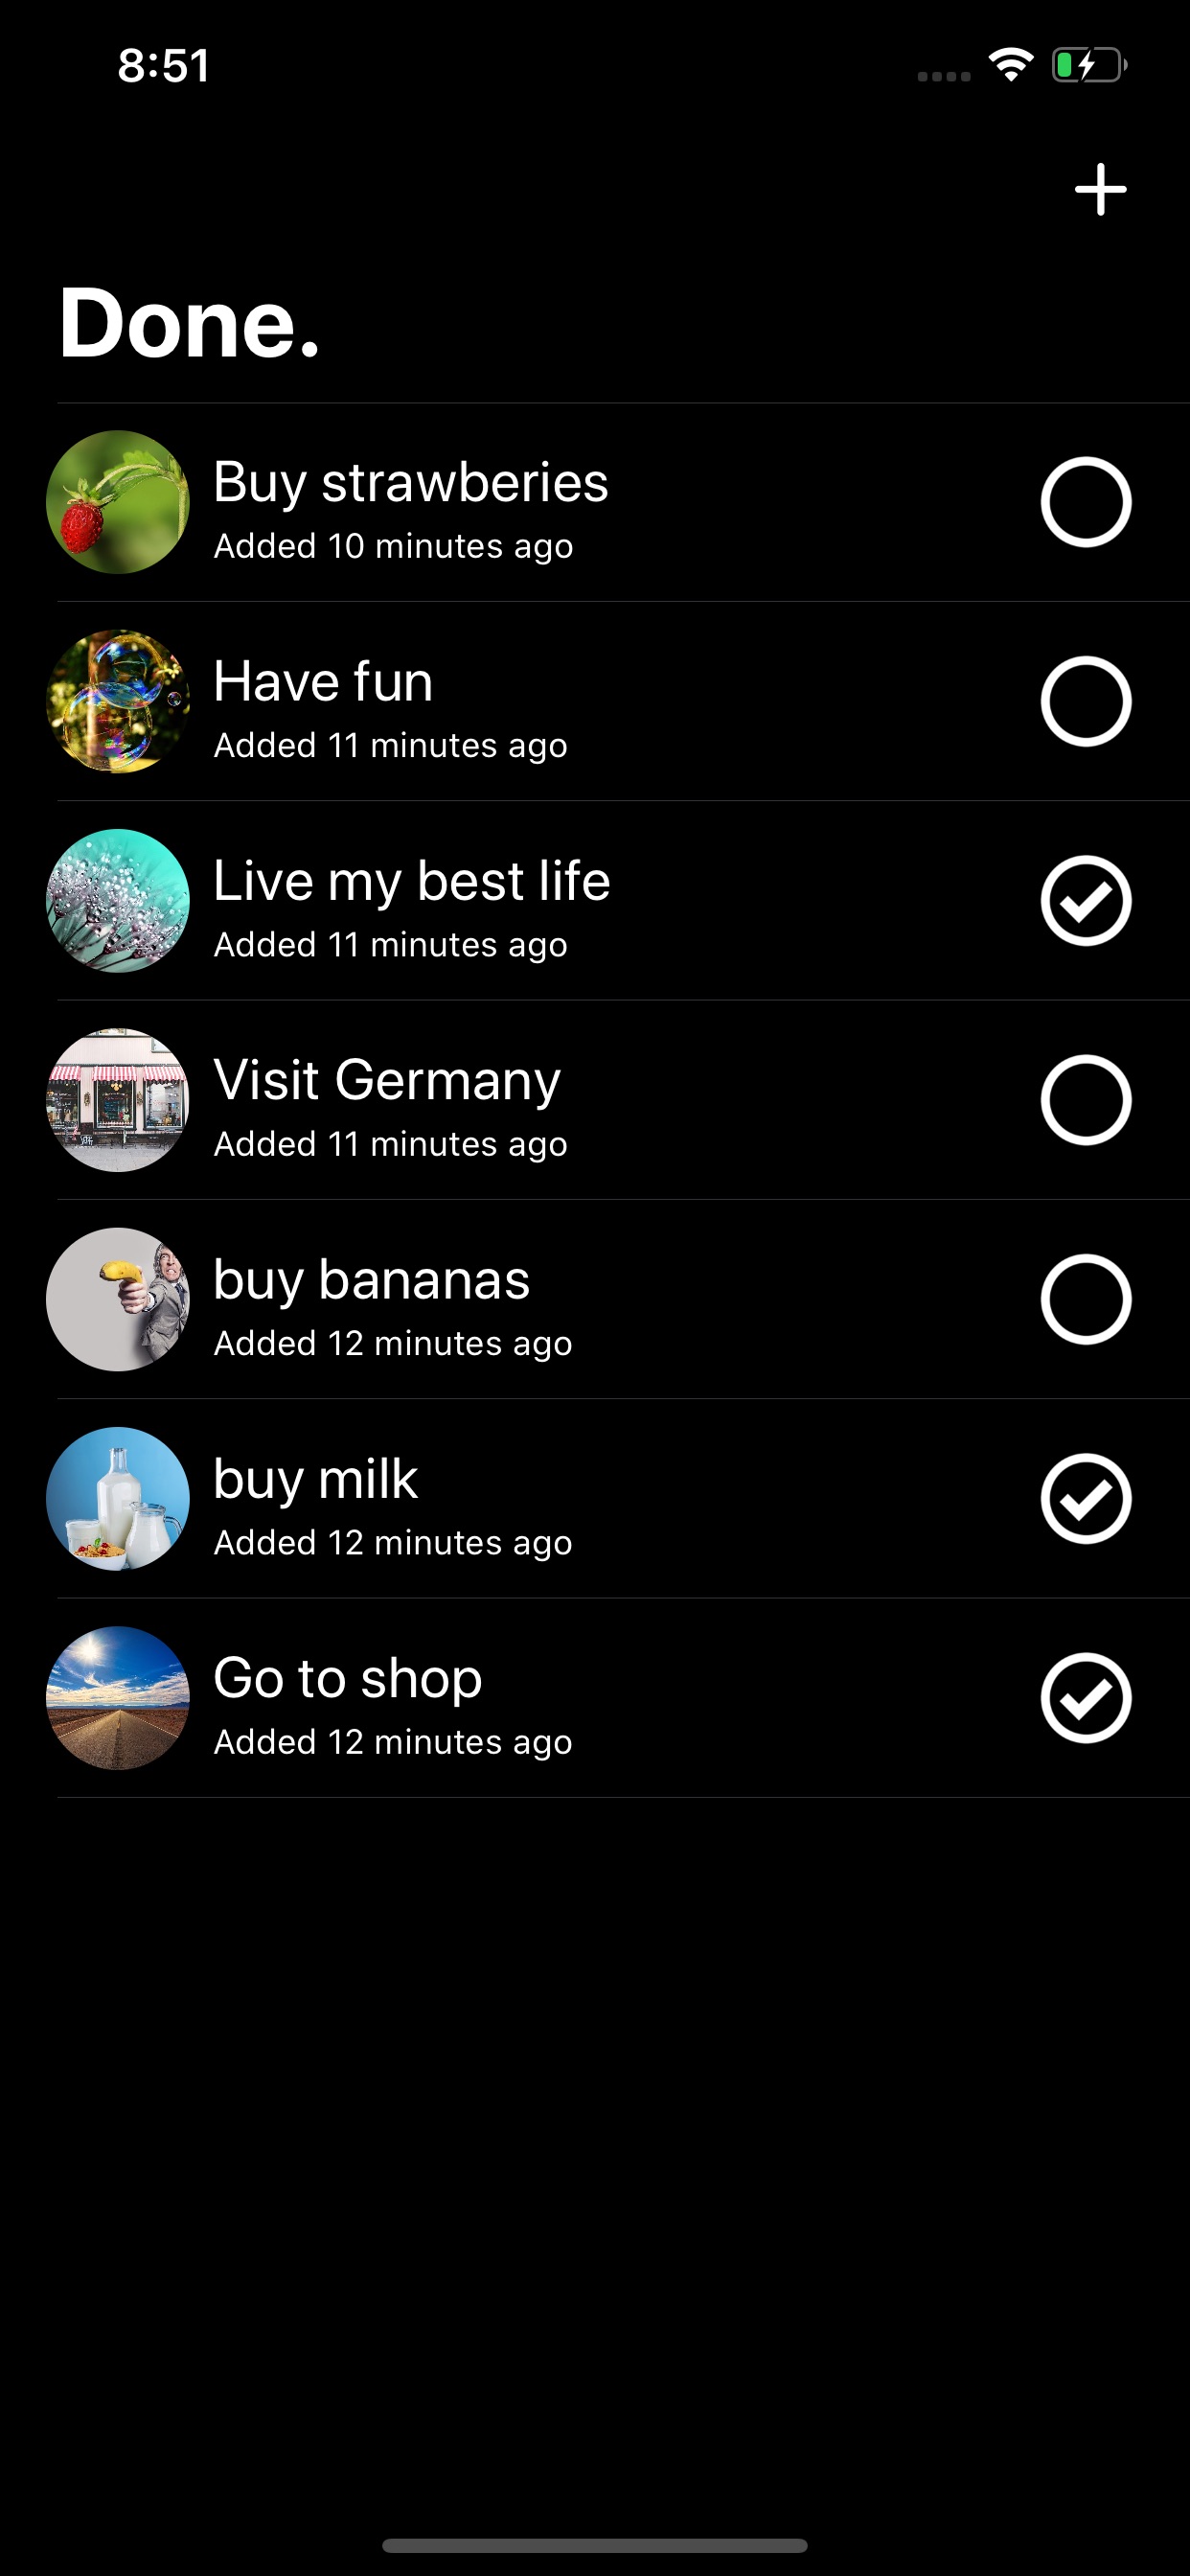 8:51
Done.
Buy strawberies
Added 10 minutes ago
Have fun
Added 11 minutes ago
Live my best life
Added 11 minutes ago
Visit Germany
Added 11 minutes ago
buy bananas
Added 12 minutes ago
buy milk
Added 12 minutes ago
Go to shop
Added 12 minutes ago